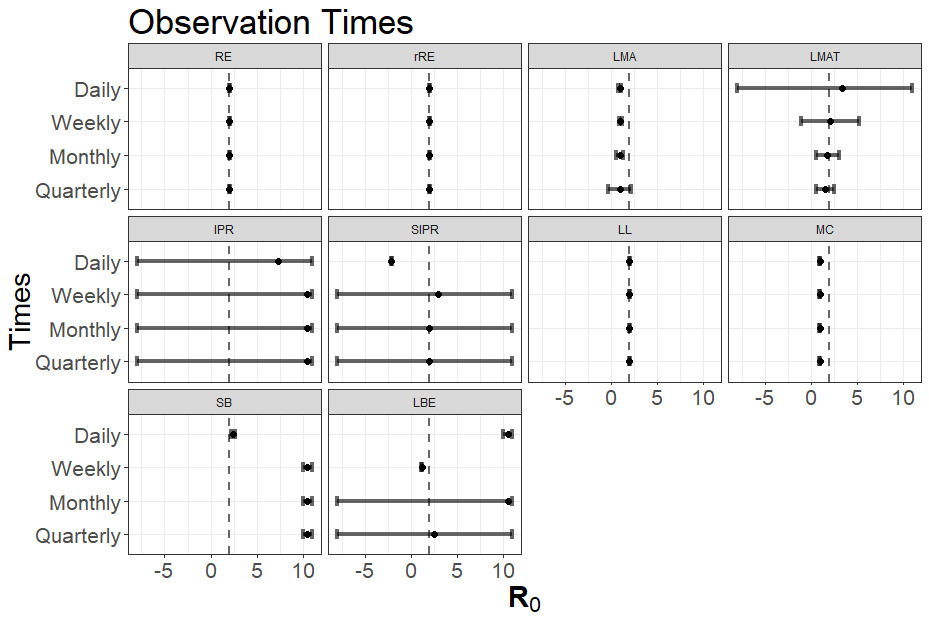 Observation Times
RE rRE LMA LMAT
Daily
Weekly
Monthly
Quarterly
IPR SIPR LL MC
Daily
Weekly
Monthly
Quarterly
-5 0 5 10 -5 0 5 10
SB LBE
Daily
Weekly
Monthly
Quarterly
-5 0 5 10 -5 0 5 10
Times
R0